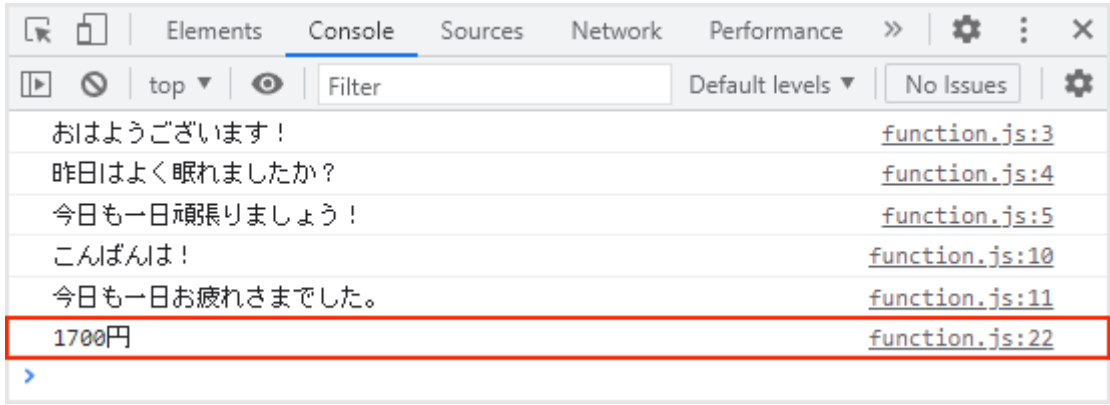 Elements Console Sources Network Performance »
top ▼ Filter Default levels ▼ No Issues
おはようございます！ function.js:3
昨日はよく眠れましたか？ function.js:4
今日も一日頑張りましょう！ function.js:5
こんばんは！ function.js:10
今日も一日お疲れさまでした。 function.js:11
1700円 function.js:22
>